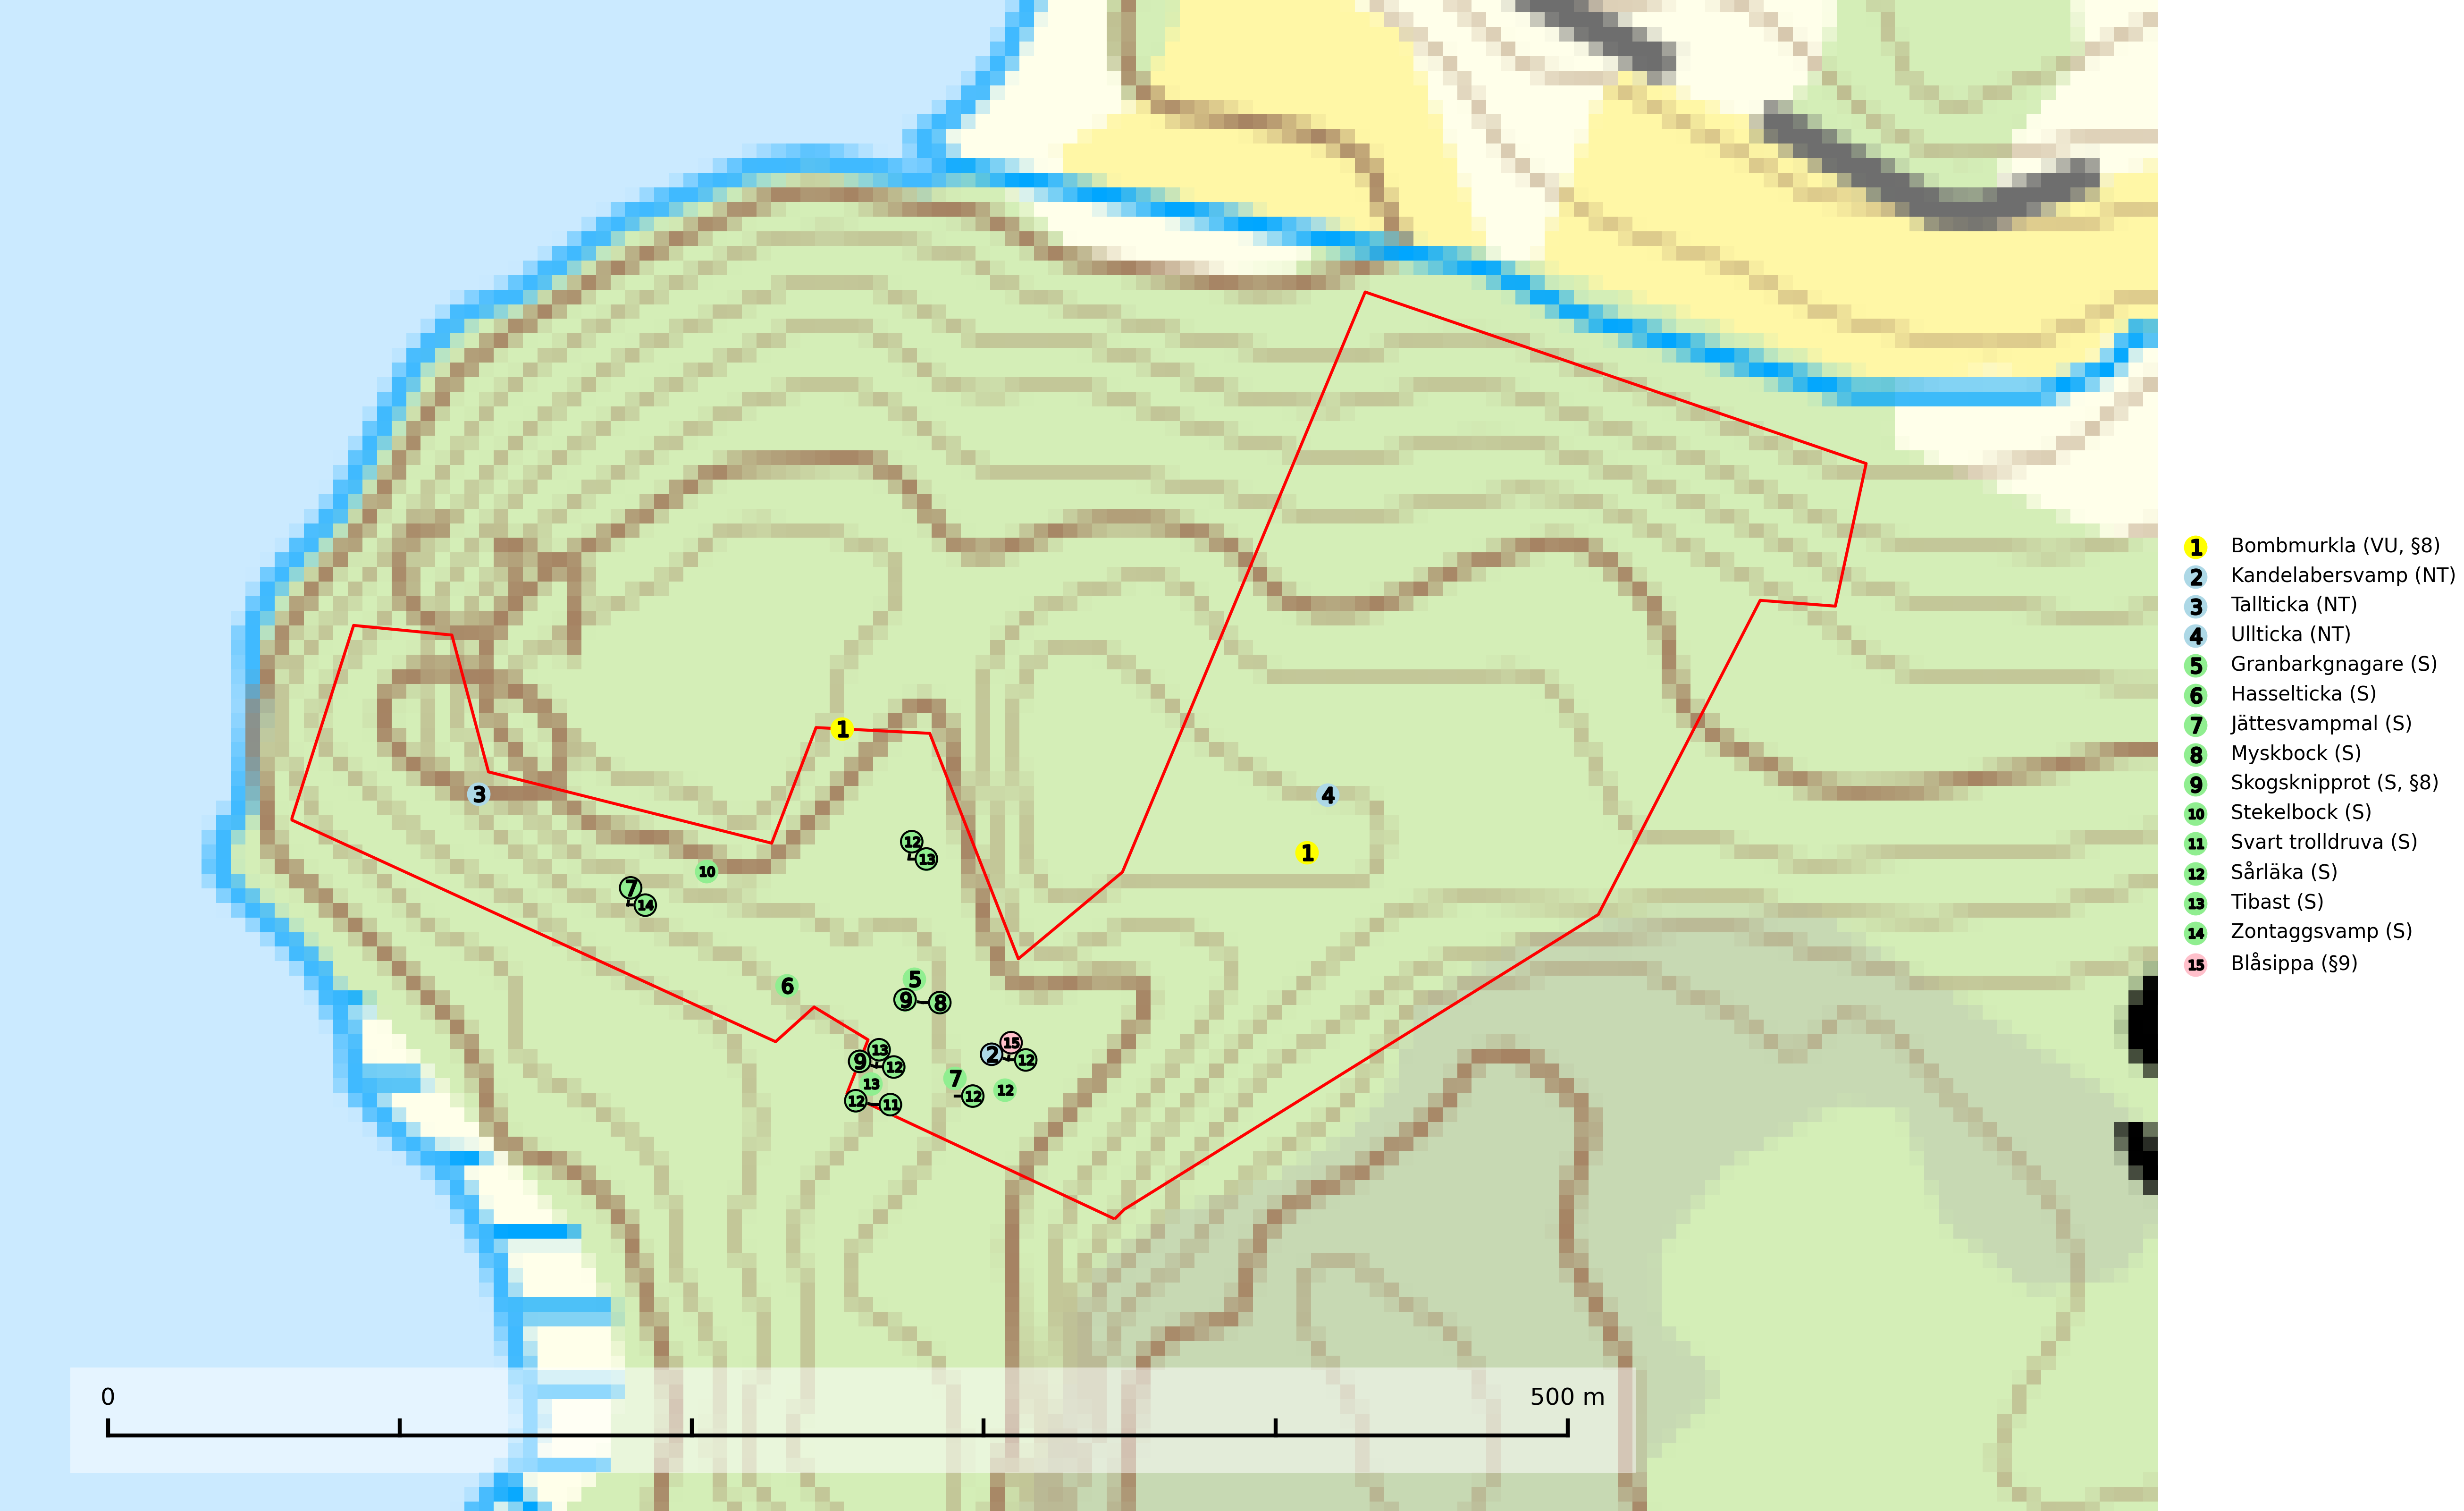 1
3
4
12
13
1
10
7
14
5
6
9
8
15
13
2
9
12
12
7
13
12
12
12
11
0
500 m
1 Bombmurkla (VU, §8)
2 Kandelabersvamp (NT)
3 Tallticka (NT)
4 Ullticka (NT)
5 Granbarkgnagare (S)
6 Hasselticka (S)
7 Jättesvampmal (S)
8 Myskbock (S)
9 Skogsknipprot (S, §8)
10 Stekelbock (S)
11 Svart trolldruva (S)
12 Sårläka (S)
13 Tibast (S)
14 Zontaggsvamp (S)
15 Blåsippa (§9)